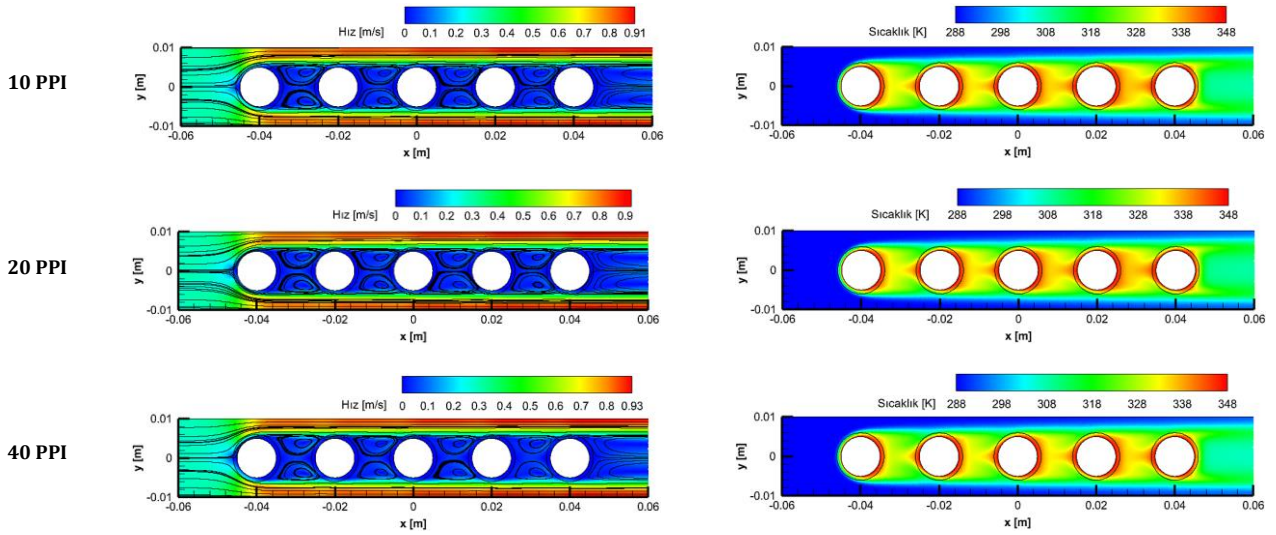 10 PPI
Hız [m/s]
0 0.1 0.2 0.3 0.4 0.5 0.6 0.7 0.8 0.91
y [m]
0.01
0
-0.01
-0.06 -0.04 -0.02 0 0.02 0.04 0.06
x [m]
Sıcaklık [K]
288 298 308 318 328 338 348
y [m]
0.01
0
-0.01
-0.06 -0.04 -0.02 0 0.02 0.04 0.06
x [m]
20 PPI
Hız [m/s]
0 0.1 0.2 0.3 0.4 0.5 0.6 0.7 0.8 0.9
y [m]
0.01
0
-0.01
-0.06 -0.04 -0.02 0 0.02 0.04 0.06
x [m]
Sıcaklık [K]
288 298 308 318 328 338 348
y [m]
0.01
0
-0.01
-0.06 -0.04 -0.02 0 0.02 0.04 0.06
x [m]
40 PPI
Hız [m/s]
0 0.1 0.2 0.3 0.4 0.5 0.6 0.7 0.8 0.93
y [m]
0.01
0
-0.01
-0.06 -0.04 -0.02 0 0.02 0.04 0.06
x [m]
Sıcaklık [K]
288 298 308 318 328 338 348
y [m]
0.01
0
-0.01
-0.06 -0.04 -0.02 0 0.02 0.04 0.06
x [m]